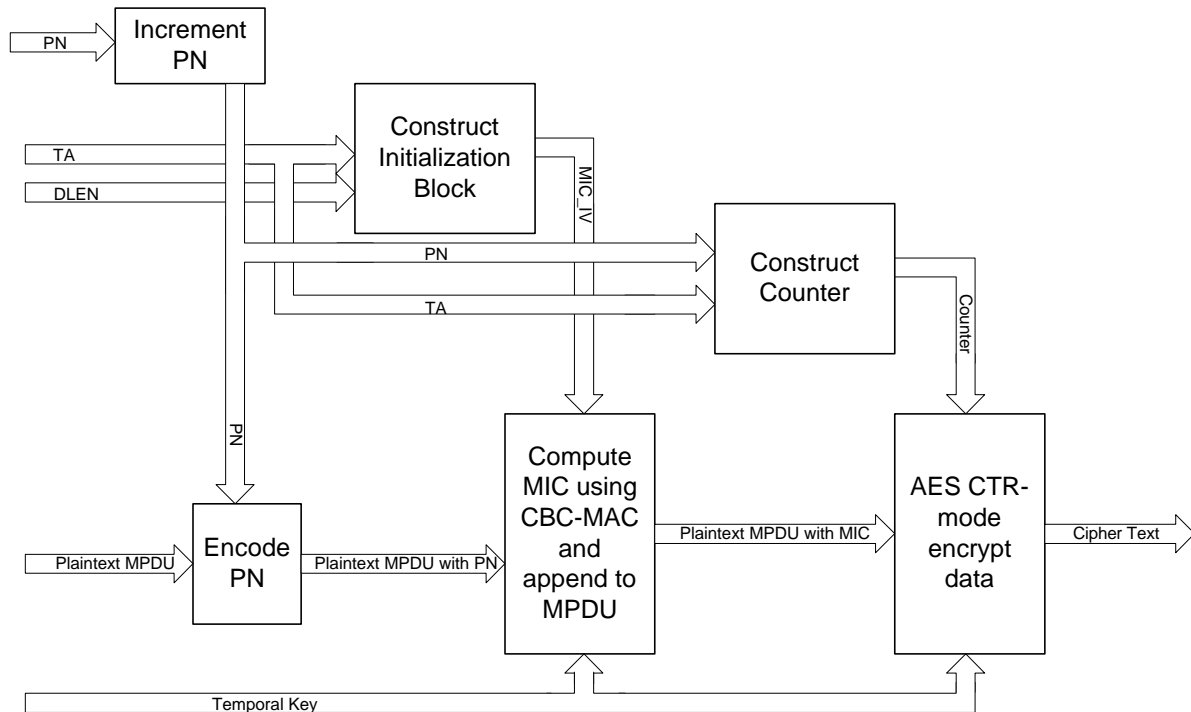 Increment
PN
PN
Construct
Initialization
Block
TA
DLEN
MIC_IV
PN
TA
Construct
Counter
Counter
PN
Compute
MIC using
CBC-MAC
and
append to
MPDU
AES CTR-
mode
encrypt
data
Plaintext MPDU
Encode
PN
Plaintext MPDU with PN
Plaintext MPDU with MIC
Cipher Text
Temporal Key